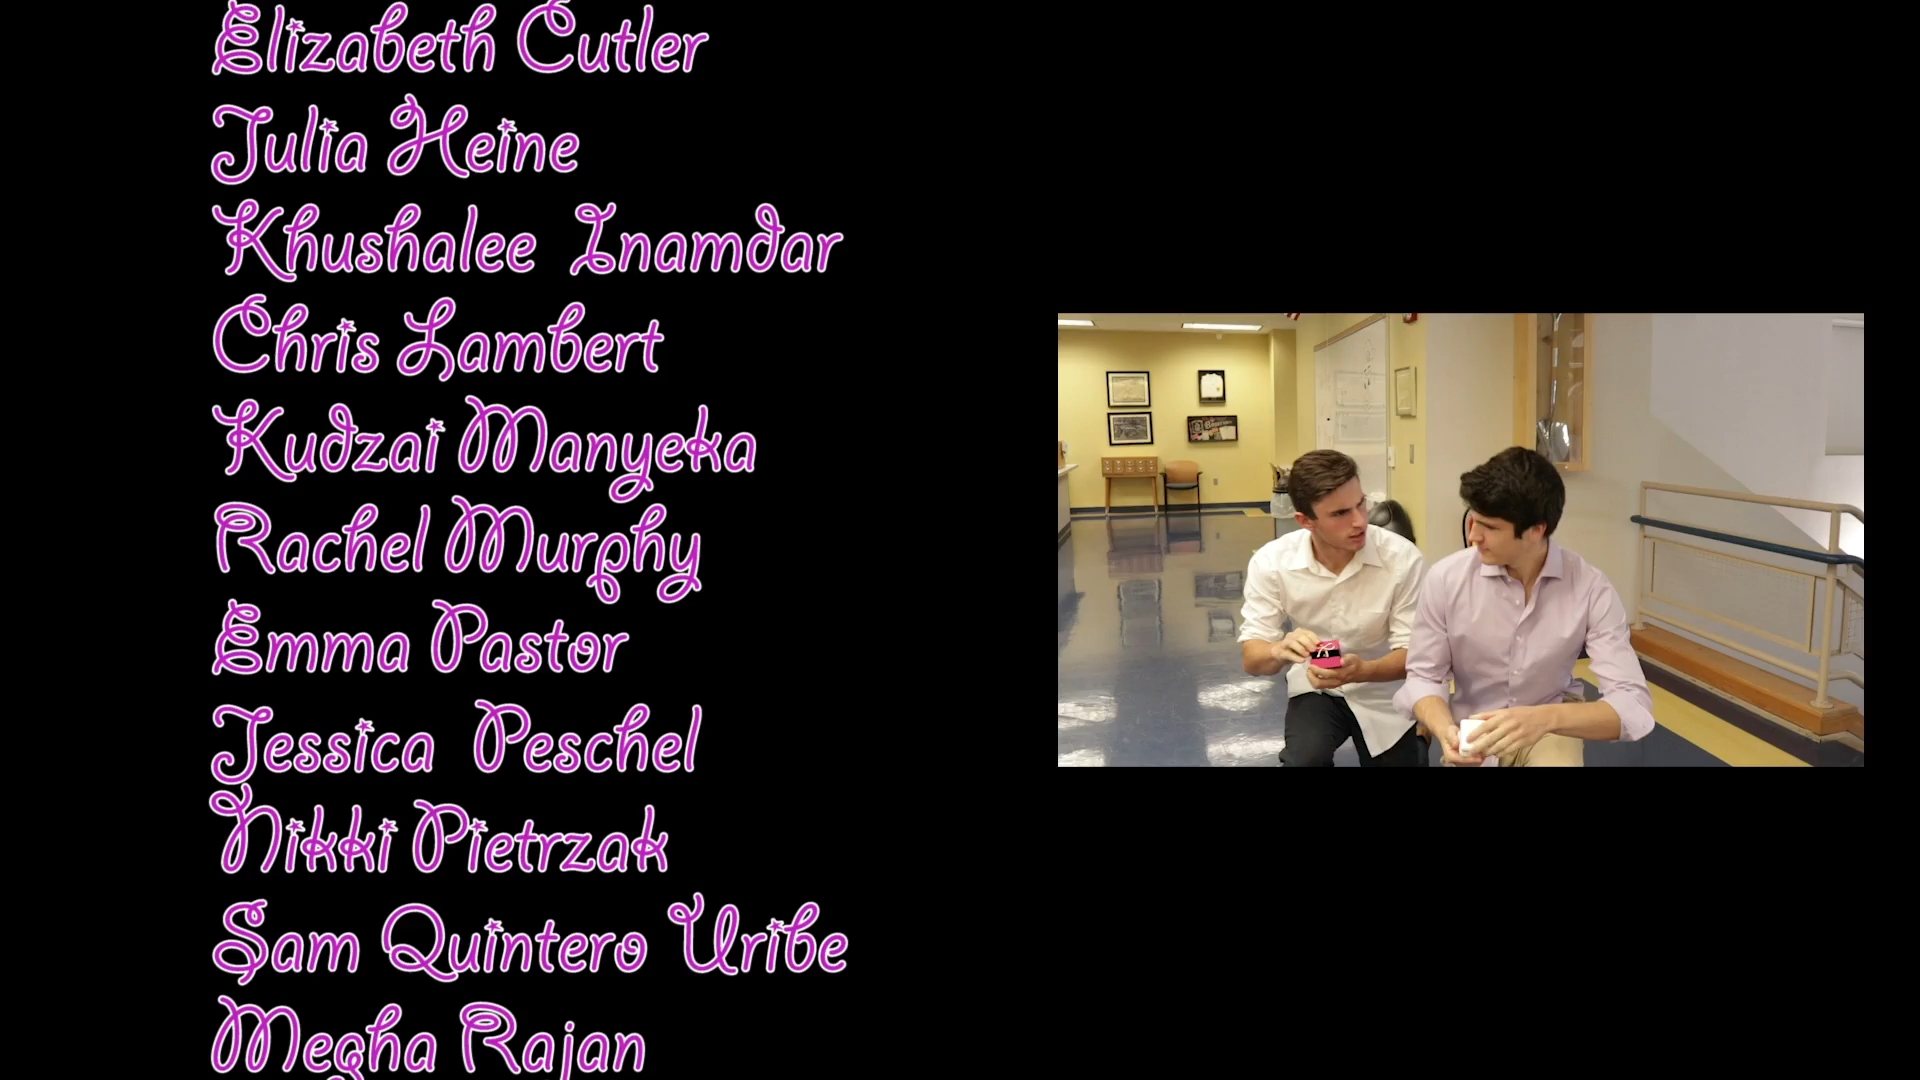 Elizabeth Cutler
Julia Heine
Khushalee Inamdar
Chris Lambert
Kudzai Manyeka
Rachel Murphy
Emma Pastor
Jessica Peschel
Nikki Pietrzak
Sam Quintero Uribe
Megha Rajan